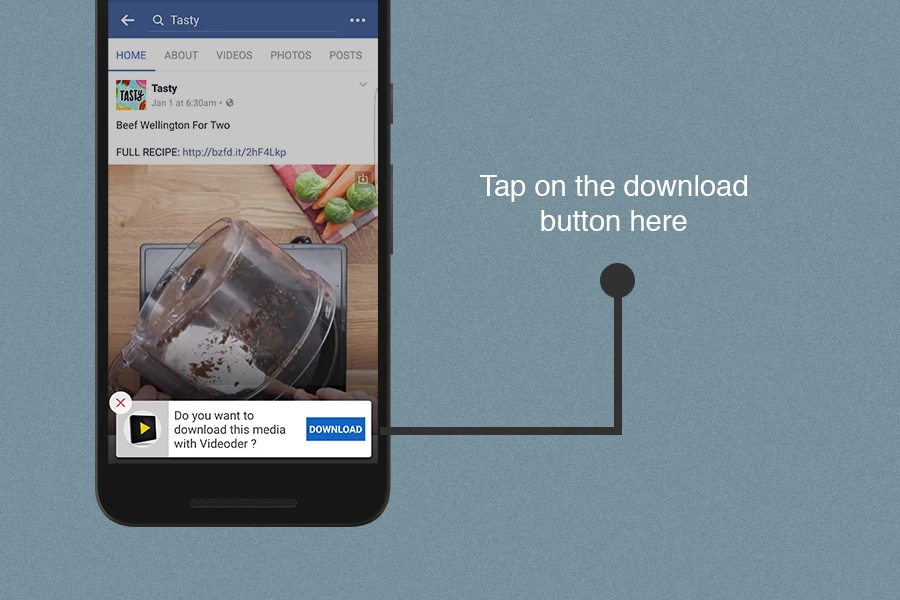 Tasty
HOME ABOUT VIDEOS PHOTOS POSTS
TASTY
Tasty
Jan 1 at 6:30am •
Beef Wellington For Two
FULL RECIPE: http://bzfd.it/2hF4Lkp
Do you want to
download this media
with Videoder ?
DOWNLOAD
Tap on the download
button here